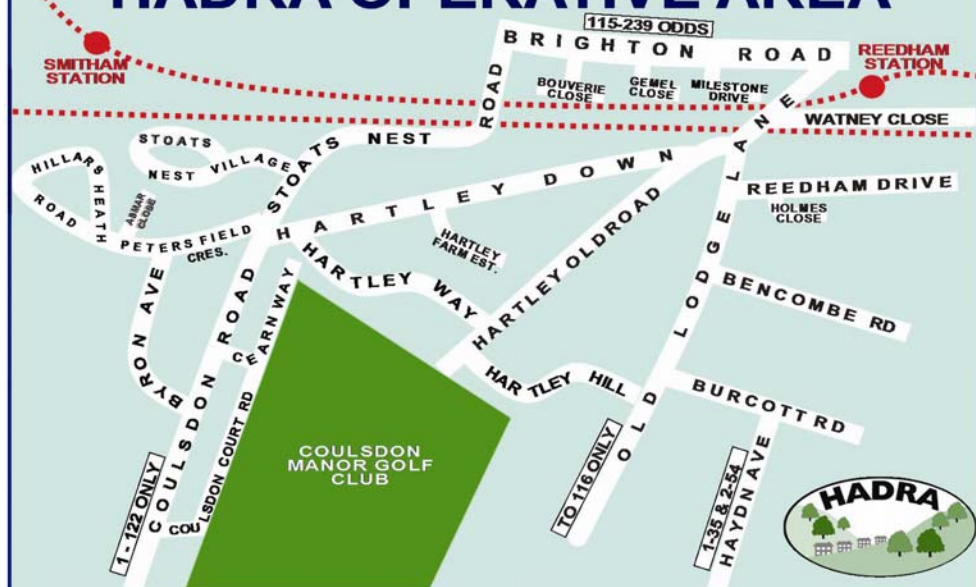 HADRA OPERATIVE AREA
115-239 ODDS
BRIGHTON ROAD
SMITHAM
STATION
REEDHAM
STATION
BOUVERIE
CLOSE
GEMEL
CLOSE
MILESTONE
DRIVE
WATNEY CLOSE
STOATS NEST ROAD
STOATS
NEST VILLAGE
HILLARS HEATH
ROAD
ASMAR
CLOSE
PETERSFIELD
CRES.
HARTLEY DOWN
HARTLEY
FARM EST.
HARTLEY OLD ROAD
REEDHAM DRIVE
HOLMES
CLOSE
HARTLEY WAY
BYRON AVE
CEARN WAY
BENCOMBE RD
HARTLEY HILL
BURCOTT RD
OLD LODGE LANE
COULSDON ROAD
COULSDON COURT RD
COULSDON
MANOR GOLF
CLUB
1 - 122 ONLY
TO 116 ONLY
1-35 & 2-54
HAYDN AVE
HADRA